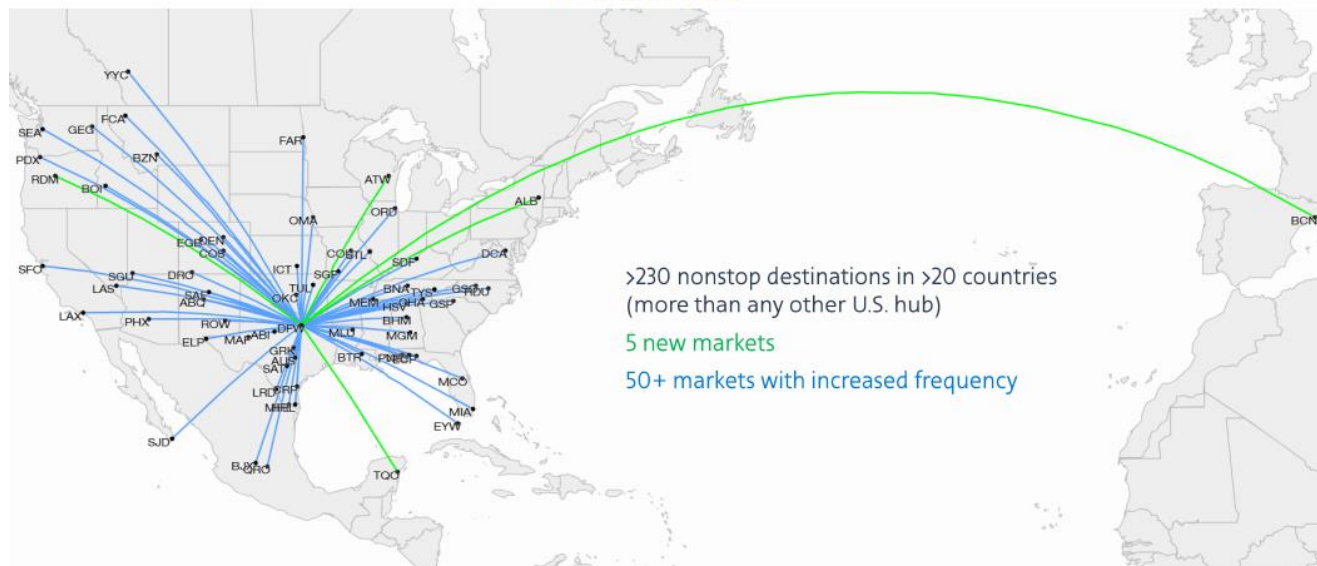 YYC
FCA
SEA
GEG
FAR
BZN
PDX
RDM
BOI
ATW
ALB
ORD
OMA
BCN
EGE
DEN
COS
STL
DCA
SDF
SFO
SGU
DRO
ICT
SGF
>230 nonstop destinations in >20 countries
LAS
TUL
BNA
TYS
RDU
OKC
ABQ
MEM
CHA
GSP
(more than any other U.S. hub)
HSV
LAX
PHX
ROW
BHM
DFW
ABI
MAF
MLU
MGM
5 new markets
ELP
GRK
AUS
BTR
SAT
50+ markets with increased frequency
MCO
LRD
CRP
MIA
EYW
SJD
BJX
QRO
TQO